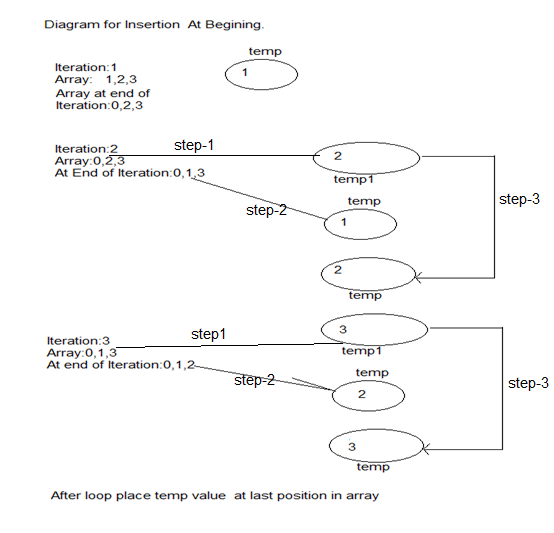 Diagram for Insertion At Begining.
temp
Iteration:1
Array: 1,2,3
Array at end of
Iteration:0,2,3
1
Iteration:2
Array:0,2,3
At End of Iteration:0,1,3
step-1
2
temp1
step-3
temp
step-2
1
2
temp
Iteration:3
Array:0,1,3
At end of Iteration:0,1,2
step1
3
temp1
temp
step-2
step-3
2
3
temp
After loop place temp value at last position in array